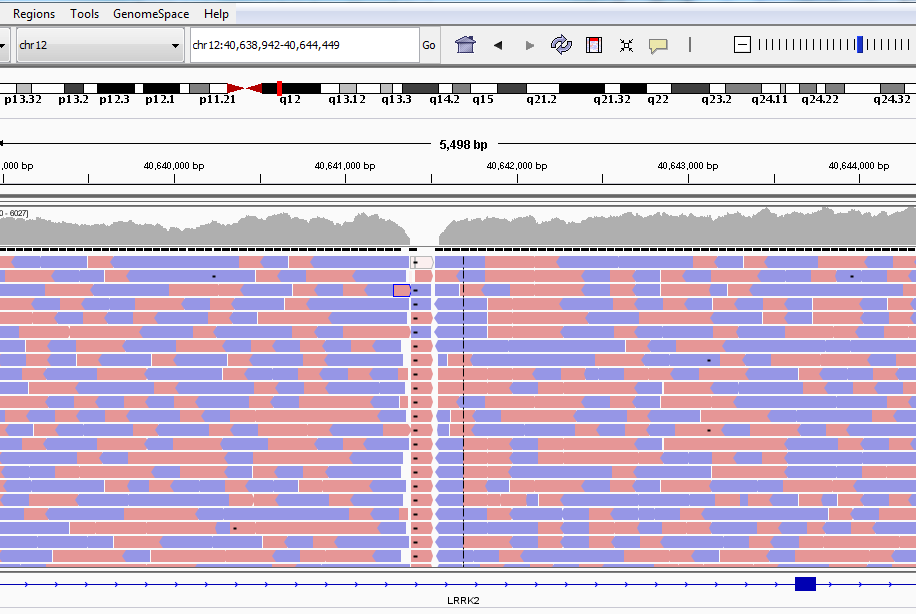 Regions Tools GenomeSpace Help
chr12 chr12:40,638,942-40,644,449 Go
p13.32 p13.2 p12.3 p12.1 p11.21 q12 q13.12 q13.3 q14.2 q15 q21.2 q21.32 q22 q23.2 q24.11 q24.22 q24.32
5,498 bp
,000 bp 40,640,000 bp 40,641,000 bp 40,642,000 bp 40,643,000 bp 40,644,000 bp
0 - 6027]
LRRK2